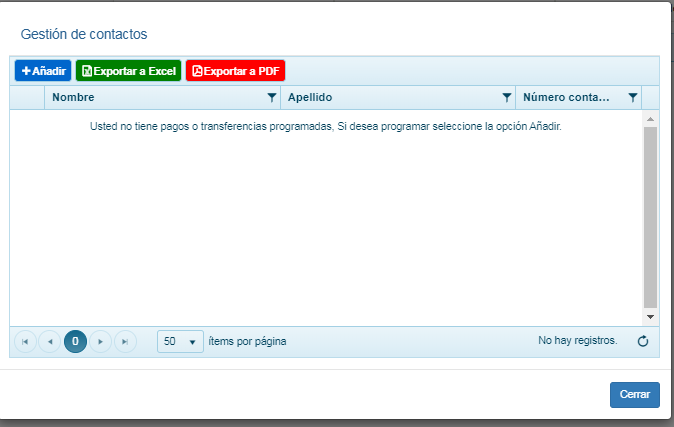 Gestión de contactos
Añadir Exportar a Excel Exportar a PDF
Nombre Apellido Número conta...
Usted no tiene pagos o transferencias programadas, Si desea programar seleccione la opción Añadir.
0 50 ítems por página No hay registros.
Cerrar